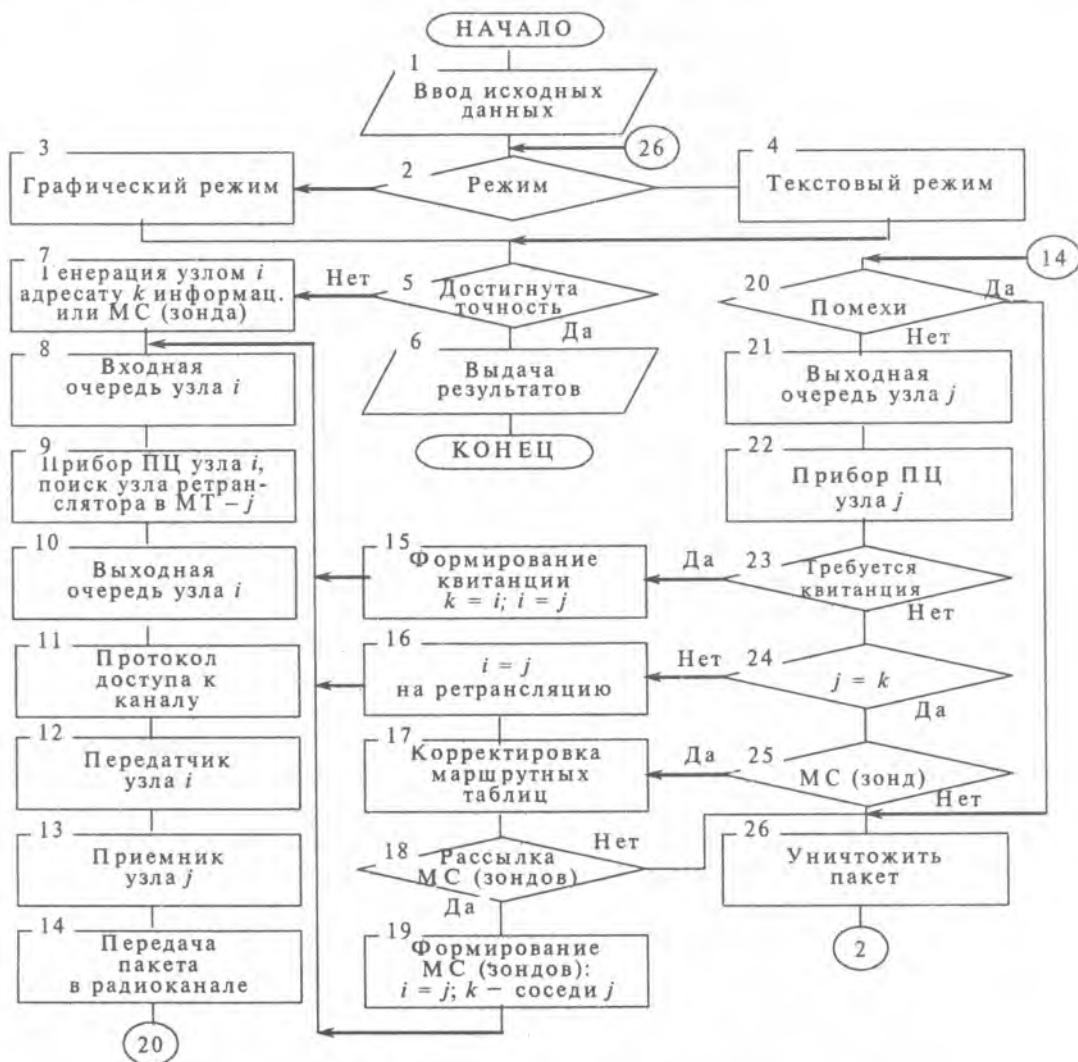 НАЧАЛО
1
Ввод исходных
данных
26
2
Режим
3
Графический режим
4
Текстовый режим
5
Достигнута
точность
Нет
Да
6
Выдача
результатов
КОНЕЦ
7
Генерация узлом i
адресату k информац.
или МС (зонда)
8
Входная
очередь узла i
9
Прибор ПЦ узла i,
поиск узла ретран-
слятора в МТ – j
10
Выходная
очередь узла i
11
Протокол
доступа к
каналу
12
Передатчик
узла i
13
Приемник
узла j
14
Передача
пакета
в радиоканале
20
15
Формирование
квитанции
k = i; i = j
16
i = j
на ретрансляцию
17
Корректировка
маршрутных
таблиц
18
Рассылка
МС (зондов)
Нет
Да
19
Формирование
МС (зондов):
i = j; k – соседи j
14
20
Помехи
Да
Нет
21
Выходная
очередь узла j
22
Прибор ПЦ
узла j
23
Требуется
квитанция
Да
Нет
24
j = k
Нет
Да
25
МС (зонд)
Да
Нет
26
Уничтожить
пакет
2